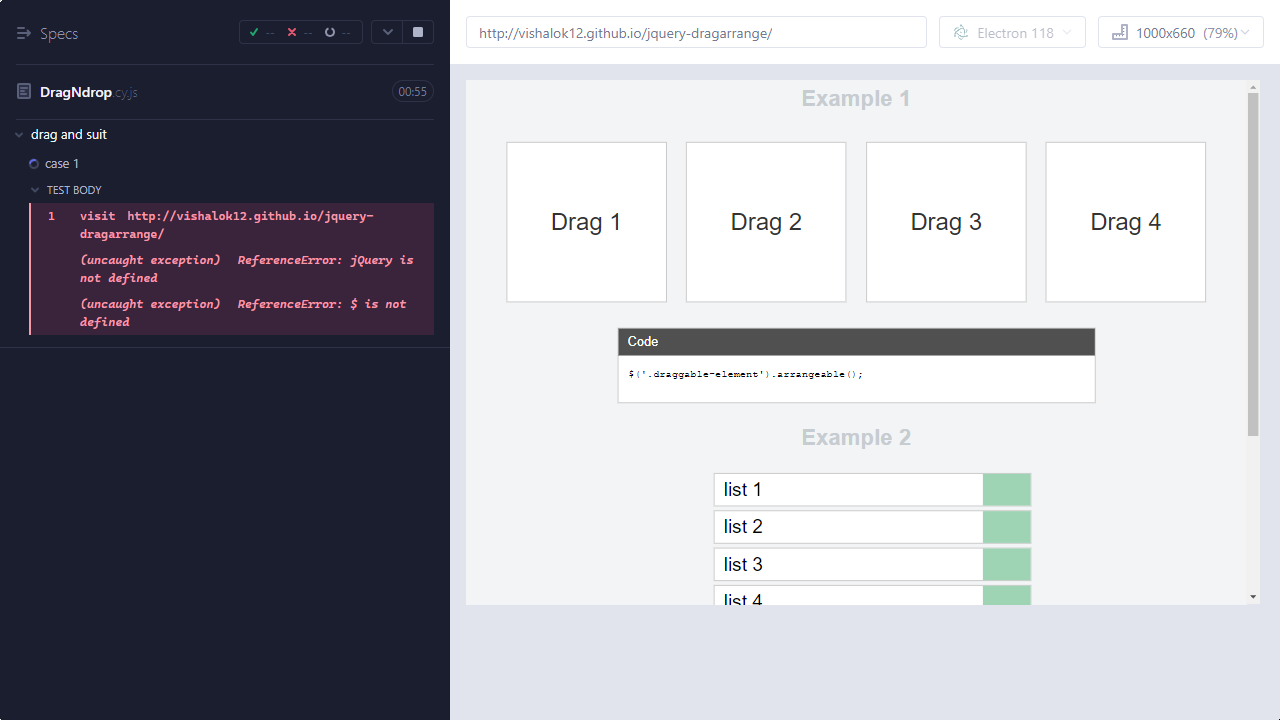 Specs
-- -- --
http://vishalok12.github.io/jquery-dragarrange/
Electron 118
1000x660 (79%)
DragNdrop.cy.js
00:55
drag and suit
case 1
TEST BODY
1 visit http://vishalok12.github.io/jquery-
dragarrange/
(uncaught exception) ReferenceError: jQuery is
not defined
(uncaught exception) ReferenceError: $ is not
defined
Example 1
Drag 1
Drag 2
Drag 3
Drag 4
Code
$('.draggable-element').arrangeable();
Example 2
list 1
list 2
list 3
list 4